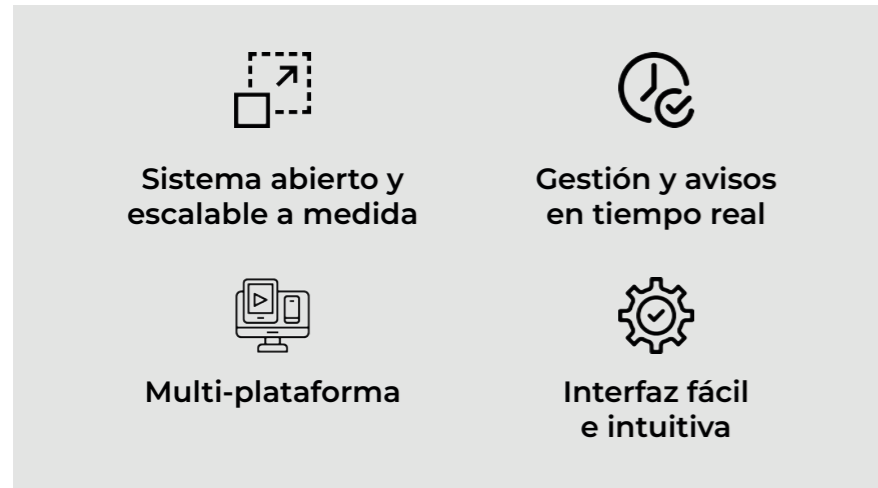 Sistema abierto y
escalable a medida
Gestión y avisos
en tiempo real
Multi-plataforma
Interfaz fácil
e intuitiva